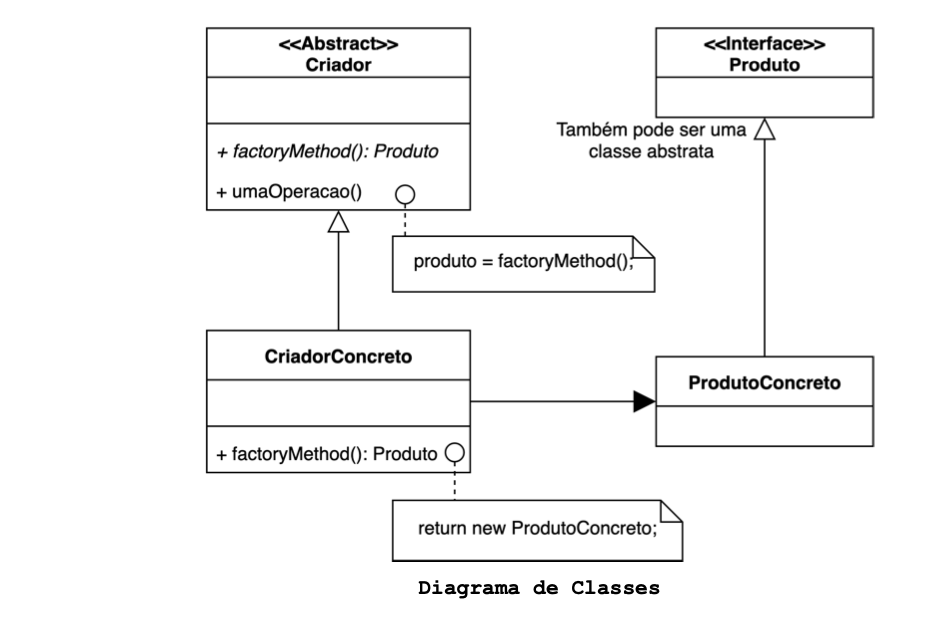 <<Abstract>>
Criador
+ factoryMethod(): Produto
+ umaOperacao()
produto = factoryMethod();
<<Interface>>
Produto
Também pode ser uma
classe abstrata
CriadorConcreto
+ factoryMethod(): Produto
return new ProdutoConcreto;
ProdutoConcreto
Diagrama de Classes